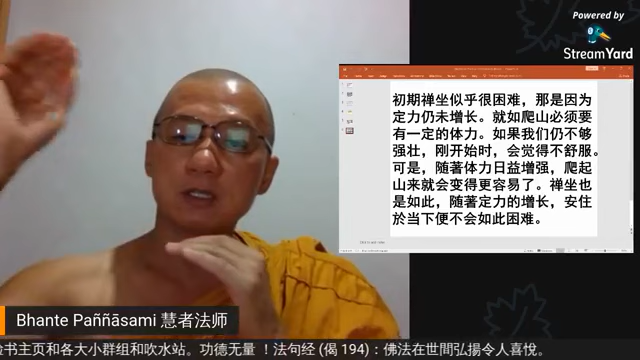 Powered by
StreamYard
初期禅坐似乎很困难，那是因为
定力仍未增长。就如爬山必须要
有一定的体力。如果我们仍不够
强壮，刚开始时，会觉得不舒服。
可是，随著体力日益增强，爬起
山来就会变得更容易了。禅坐也
是如此，随著定力的增长，安住
於当下便不会如此困难。
Bhante Paññāsami 慧者法师
脸书主页和各大小群组和吹水站。功德无量 ！法句经 (偈 194)：佛法在世間弘揚令人喜悅。